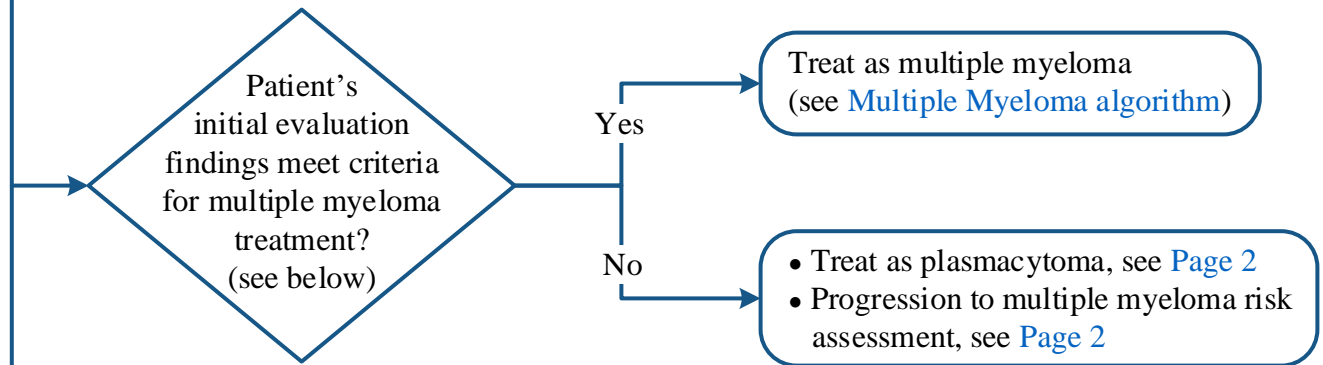 Patient’s
initial evaluation
findings meet criteria
for multiple myeloma
treatment?
(see below)
Yes
Treat as multiple myeloma
(see Multiple Myeloma algorithm)
No
● Treat as plasmacytoma, see Page 2
● Progression to multiple myeloma risk
assessment, see Page 2